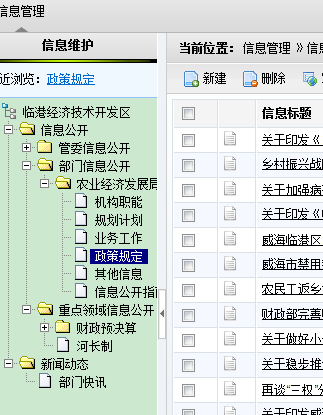 信息管理
信息维护
近浏览：政策规定
临港经济技术开发区
信息公开
管委信息公开
部门信息公开
农业经济发展局
机构职能
规划计划
业务工作
政策规定
其他信息
信息公开指
重点领域信息公开
财政预决算
河长制
新闻动态
部门快讯
当前位置： 信息管理 » 信息
新建 删除
信息标题
关于印发《
乡村振兴战
关于加强病
关于印发《
威海临港区
威海市禁用
农民工返乡
财政部完善
关于做好小
关于稳步推
再谈“三权”
关于印发威